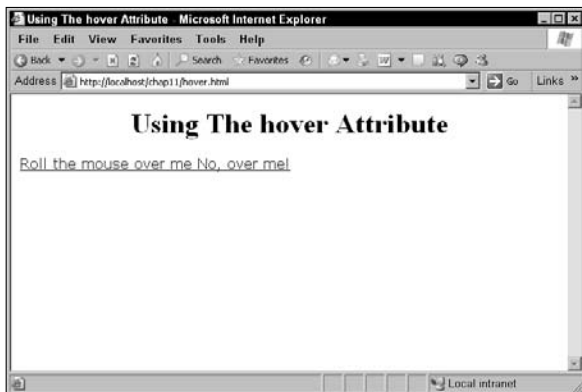 Using The hover Attribute - Microsoft Internet Explorer
File Edit View Favorites Tools Help
Back Search Favorites
Address http://localhost/chap11/hover.html Go Links »
Using The hover Attribute
Roll the mouse over me No, over me!
Local intranet